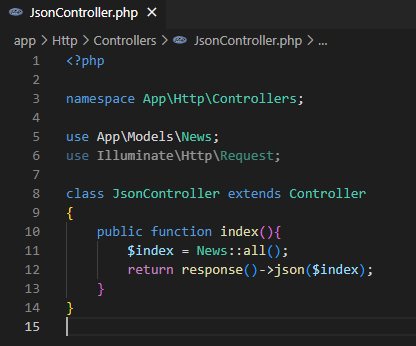 JsonController.php ×
app > Http > Controllers > JsonController.php > ...
1 <?php
2
3 namespace App\Http\Controllers;
4
5 use App\Models\News;
6 use Illuminate\Http\Request;
7
8 class JsonController extends Controller
9 {
10     public function index(){
11         $index = News::all();
12         return response()->json($index);
13     }
14 }
15